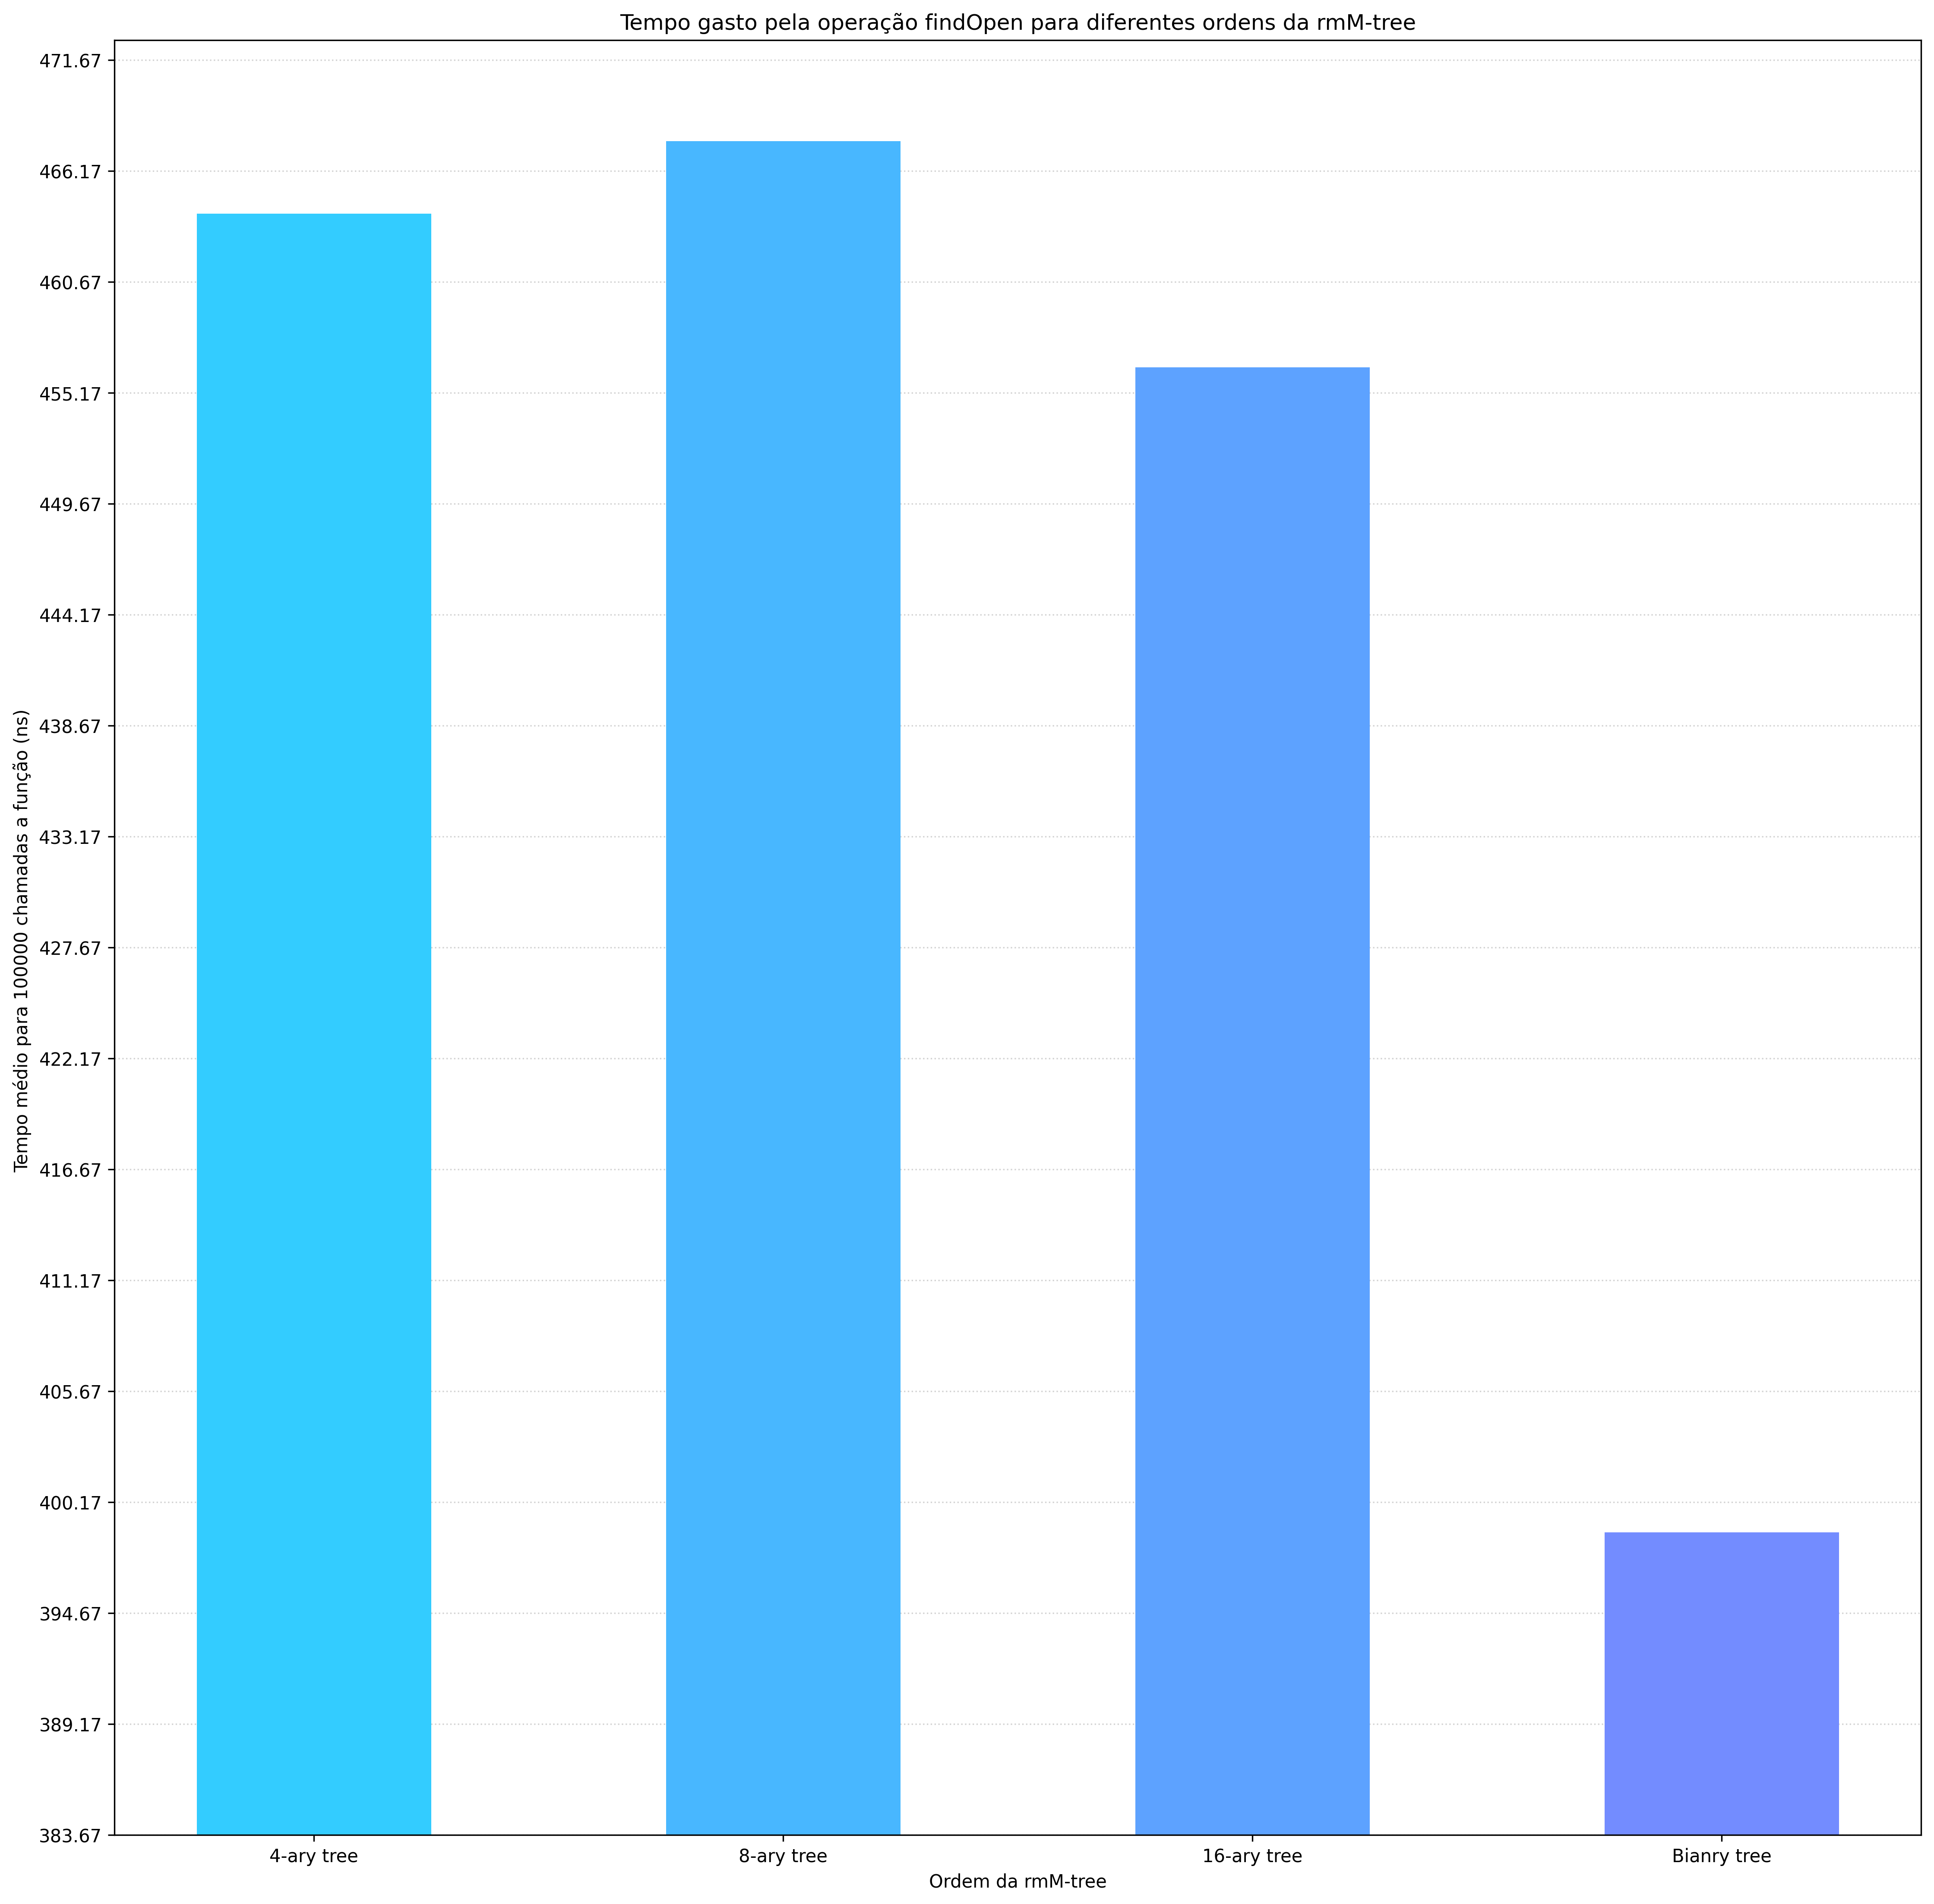 Tempo gasto pela operação findOpen para diferentes ordens da rmM-tree
Tempo médio para 100000 chamadas a função (ns)
471.67
466.17
460.67
455.17
449.67
444.17
438.67
433.17
427.67
422.17
416.67
411.17
405.67
400.17
394.67
389.17
383.67
4-ary tree
8-ary tree
16-ary tree
Bianry tree
Ordem da rmM-tree